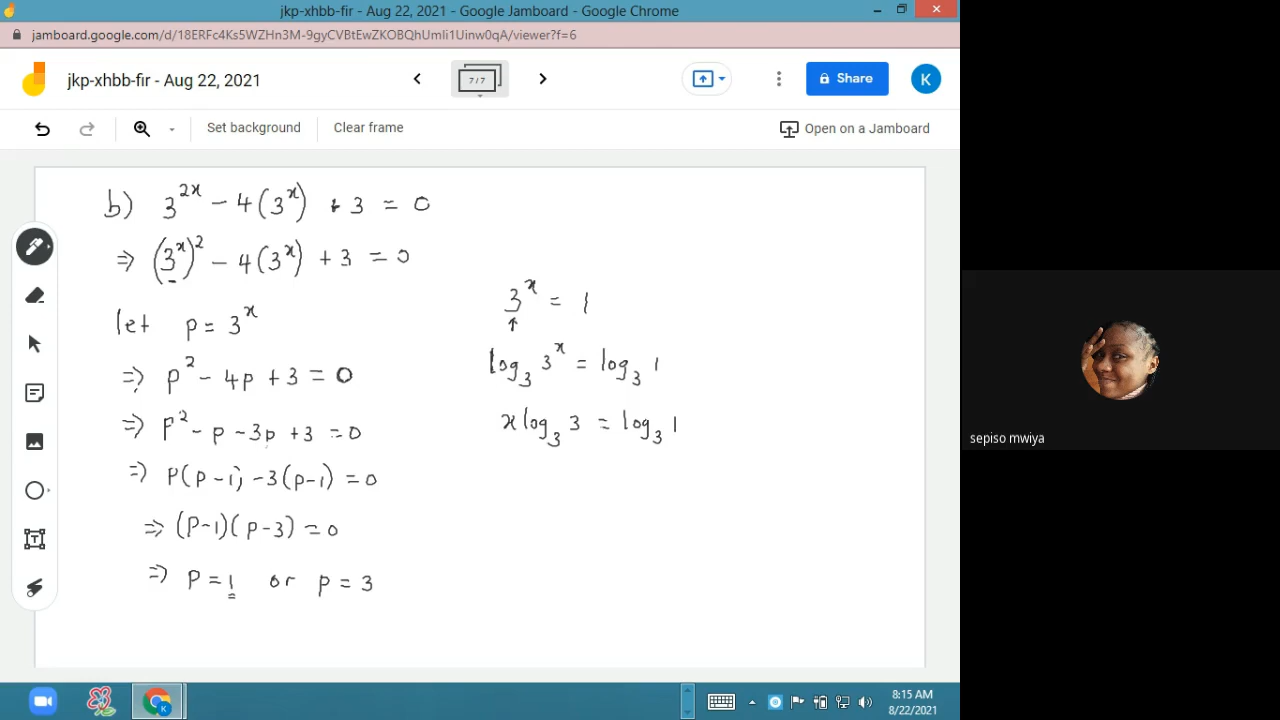 jkp-xhbb-fir - Aug 22, 2021 - Google Jamboard - Google Chrome
jamboard.google.com/d/18ERFc4Ks5WZHn3M-9gyCVBtEwZKOBQhUmIi1Uinw0qA/viewer?f=6
jkp-xhbb-fir - Aug 22, 2021
7 / 7
Share
K
Set background
Clear frame
Open on a Jamboard
b) 3^{2x} - 4(3^x) + 3 = 0
⇒ (3^x)^2 - 4(3^x) + 3 = 0
let p = 3^x
⇒ p^2 - 4p + 3 = 0
⇒ p^2 - p - 3p + 3 = 0
⇒ p(p-1) - 3(p-1) = 0
⇒ (p-1)(p-3) = 0
⇒ p = 1 or p = 3
3^x = 1
log_3 3^x = log_3 1
x log_3 3 = log_3 1
sepiso mwiya
8:15 AM
8/22/2021